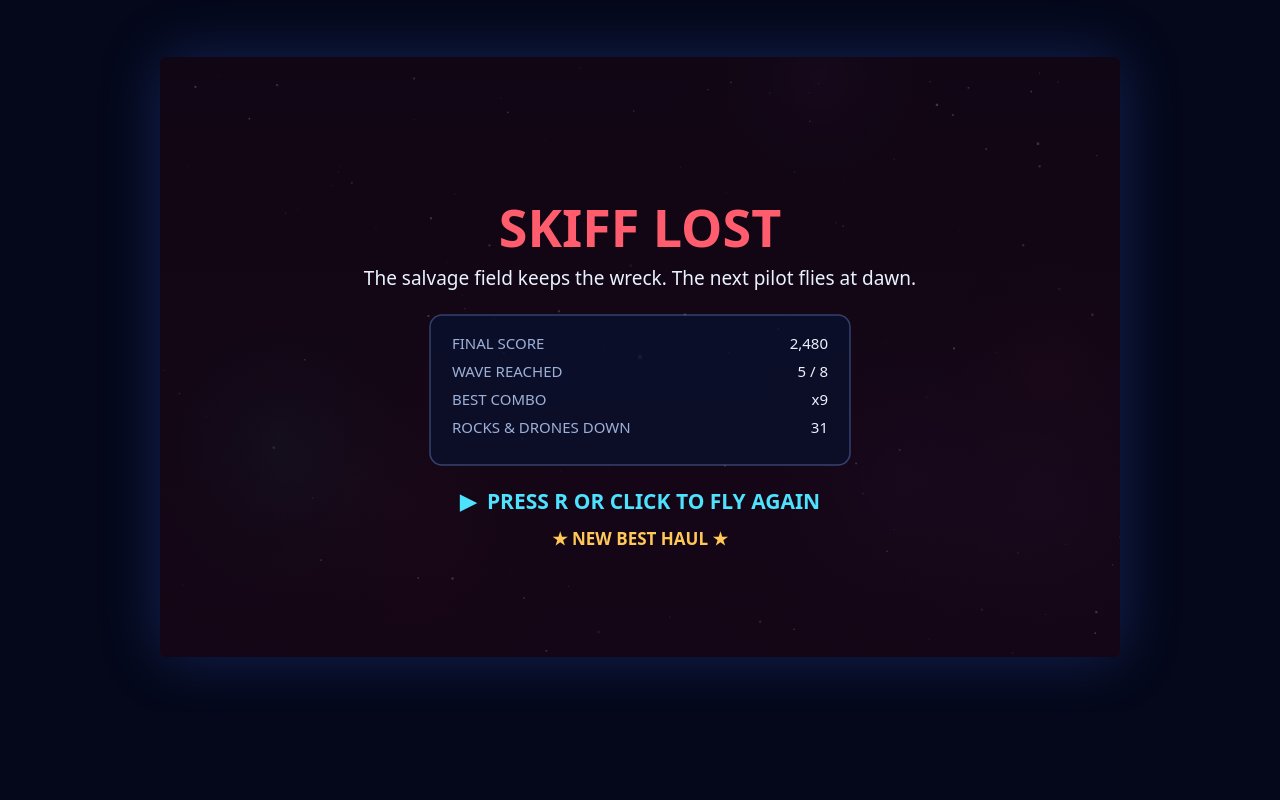 SKIFF LOST
The salvage field keeps the wreck. The next pilot flies at dawn.
FINAL SCORE 2,480
WAVE REACHED 5 / 8
BEST COMBO x9
ROCKS & DRONES DOWN 31
▶ PRESS R OR CLICK TO FLY AGAIN
★ NEW BEST HAUL ★